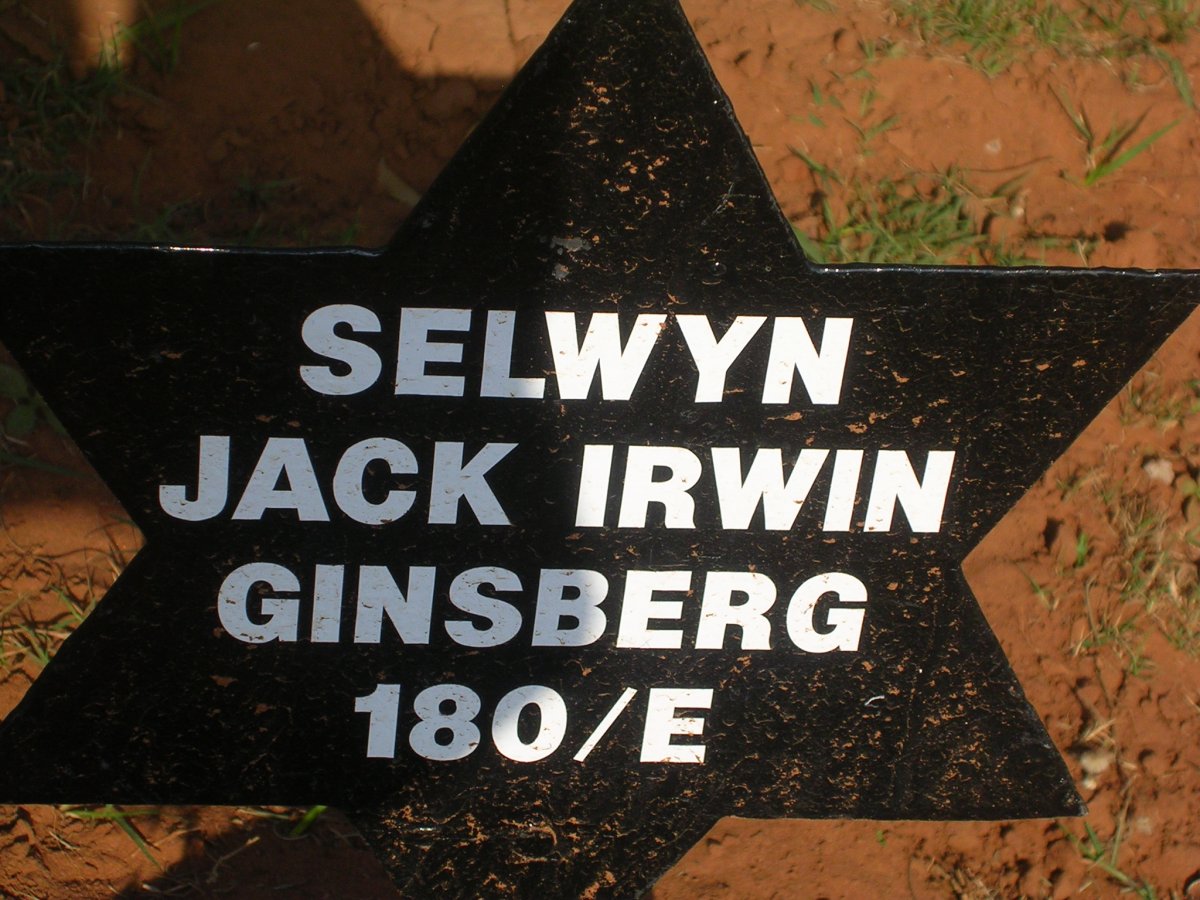 SELWYN
JACK IRWIN
GINSBERG
180/E